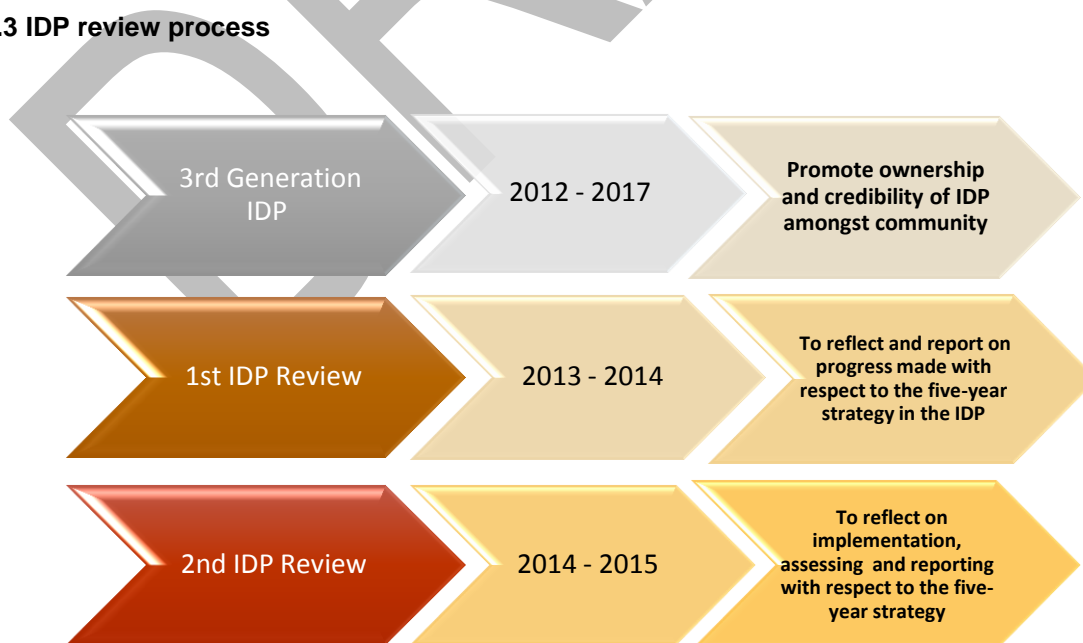 .3 IDP review process
3rd Generation
IDP
2012 - 2017
Promote ownership
and credibility of IDP
amongst community
1st IDP Review
2013 - 2014
To reflect and report on
progress made with
respect to the five-year
strategy in the IDP
2nd IDP Review
2014 - 2015
To reflect on
implementation,
assessing and reporting
with respect to the five-
year strategy